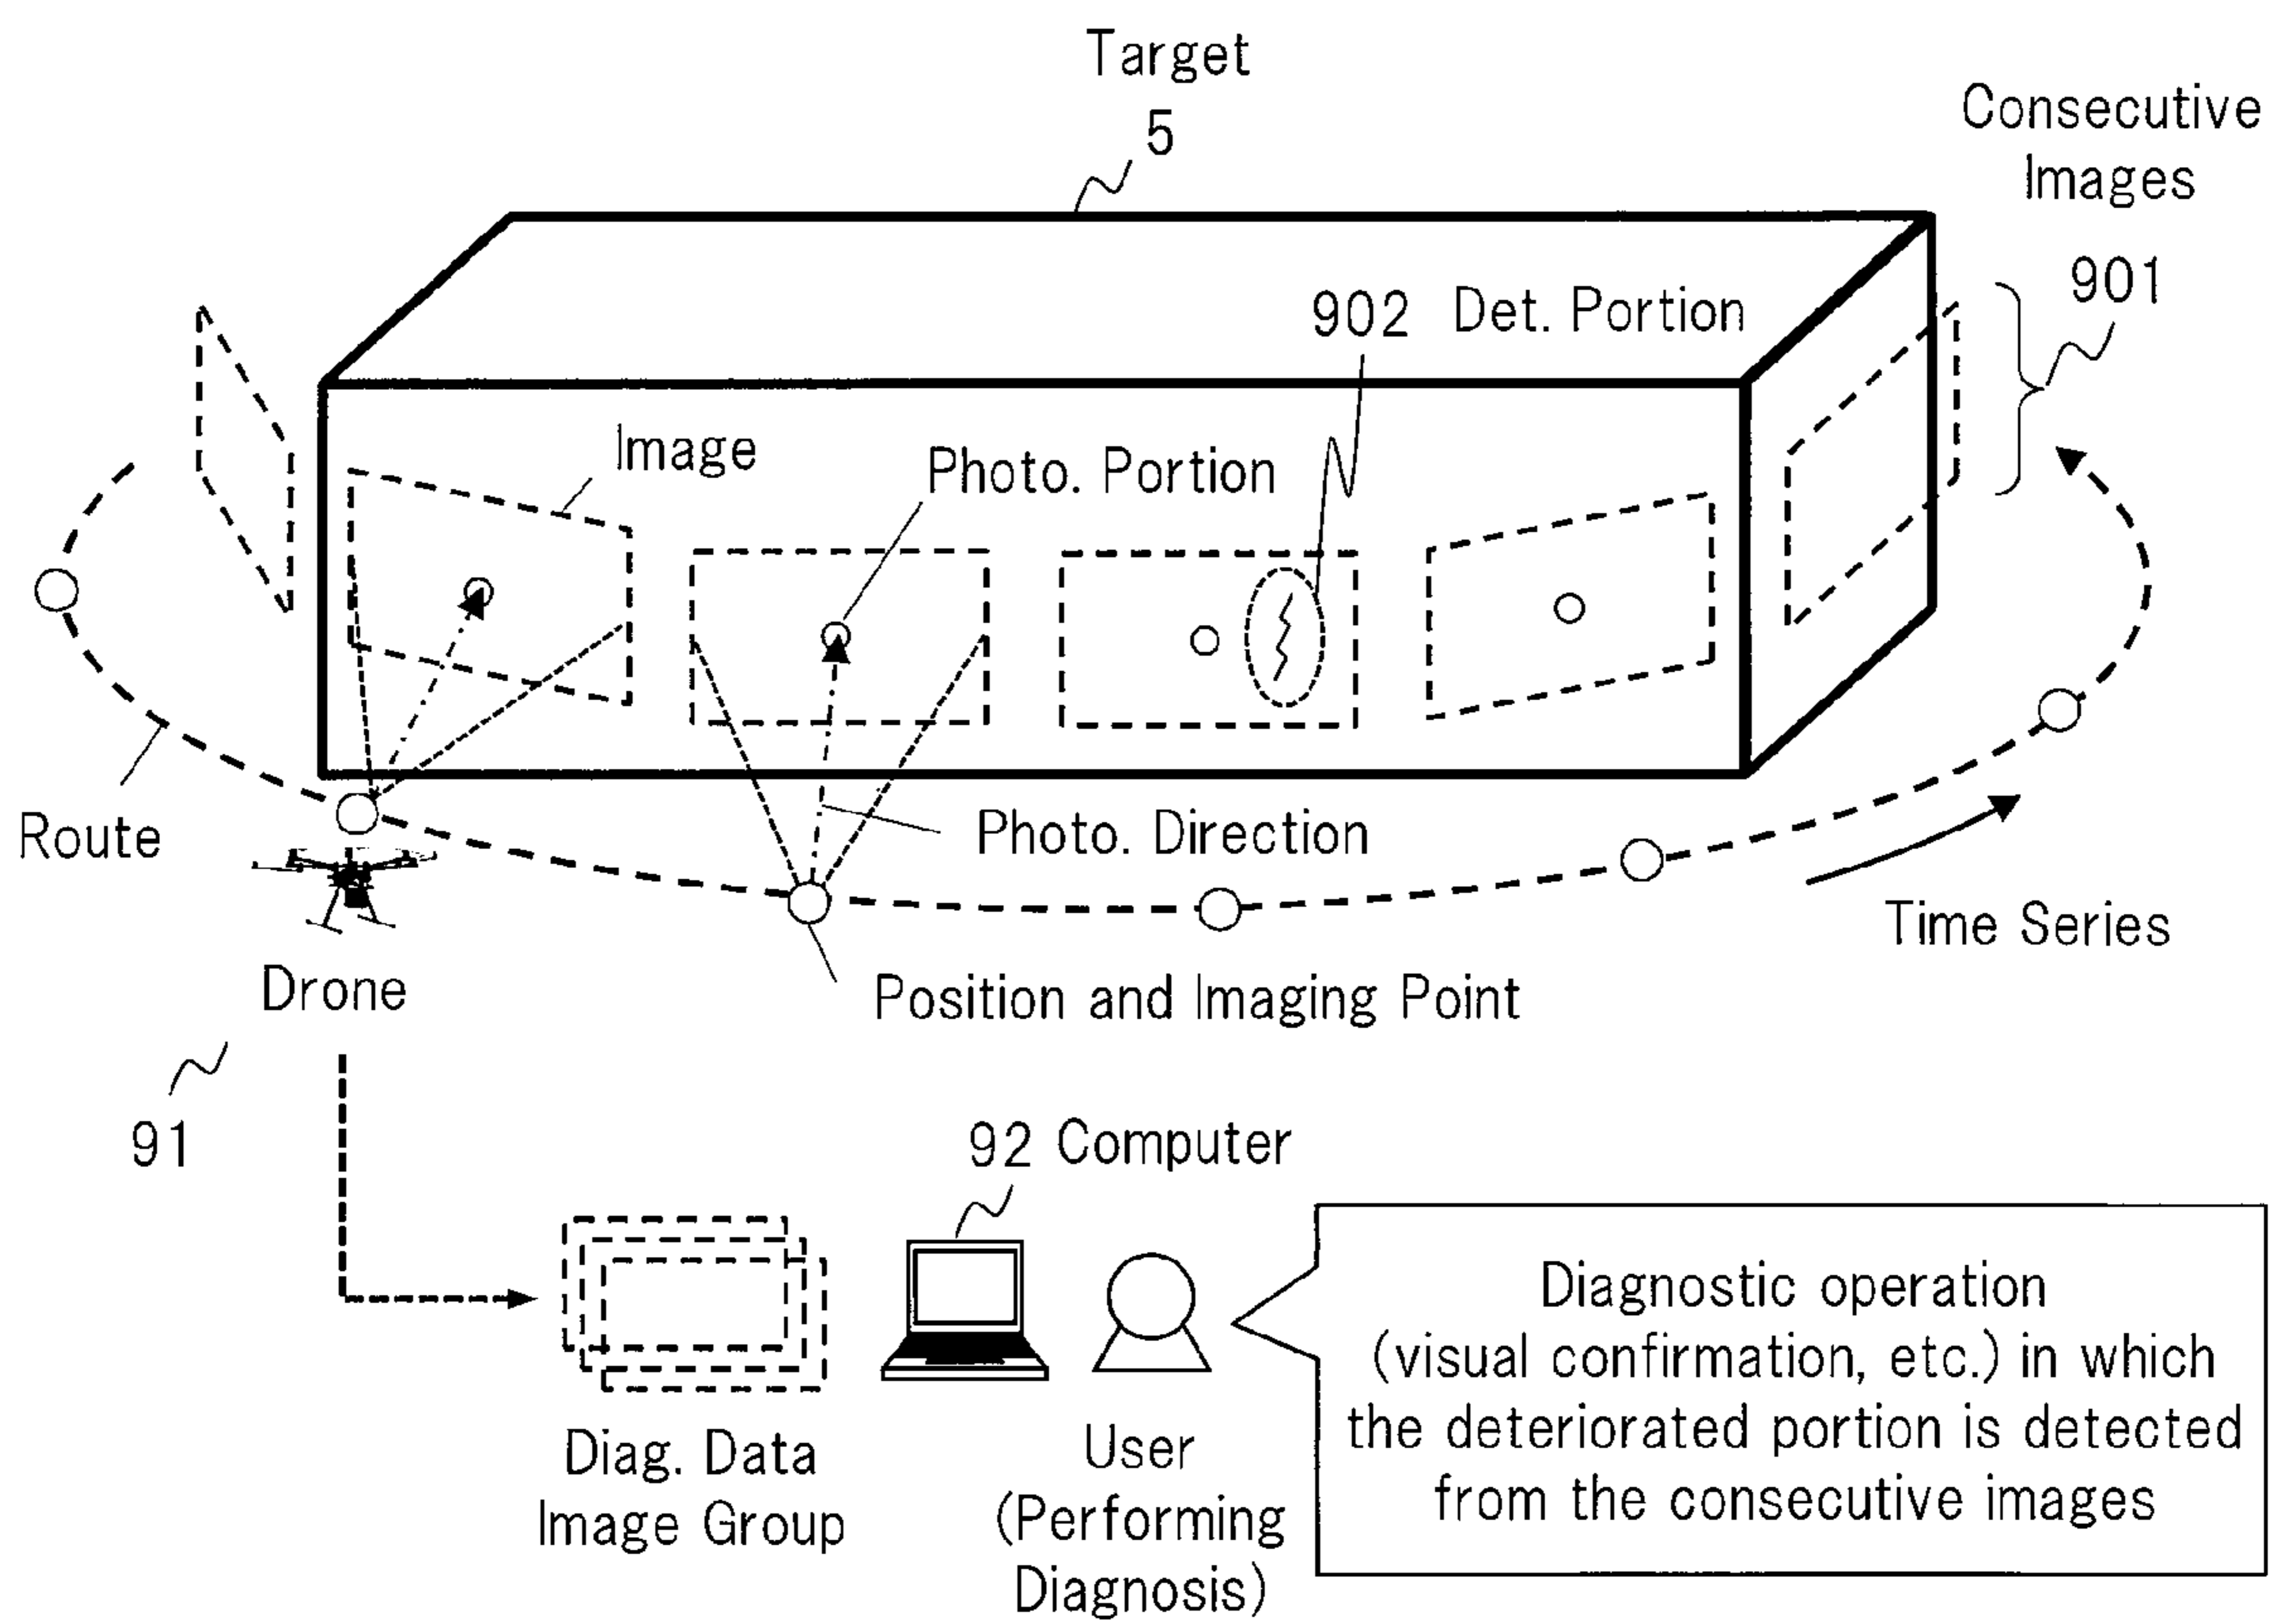 Target
5
Consecutive
Images
901
902 Det. Portion
Image
Photo. Portion
Route
Photo. Direction
Time Series
Drone
Position and Imaging Point
91
92 Computer
Diagnostic operation
(visual confirmation, etc.) in which
the deteriorated portion is detected
from the consecutive images
Diag. Data
Image Group
User
(Performing
Diagnosis)